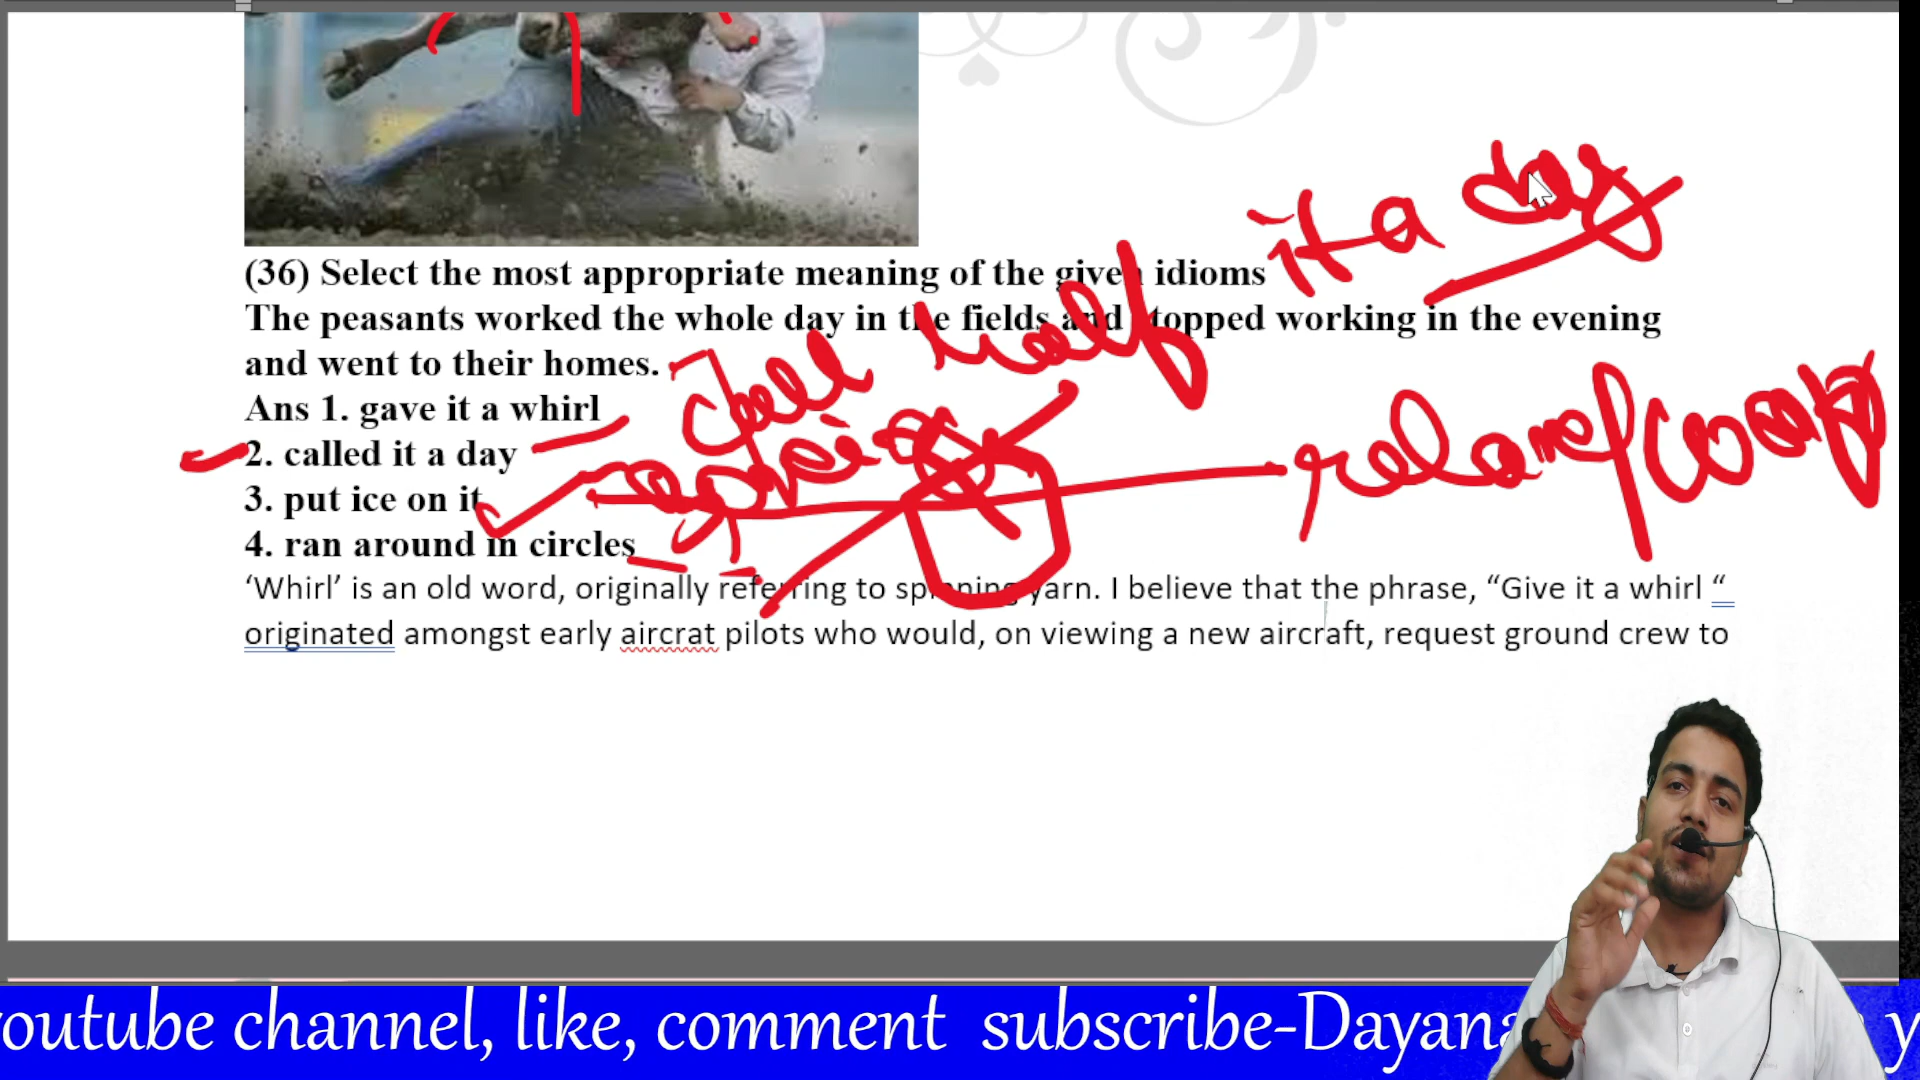 it a day
(36) Select the most appropriate meaning of the given idioms
call half
The peasants worked the whole day in the fields and stopped working in the evening
and went to their homes.
Ans 1. gave it a whirl
2. called it a day
3. put ice on it
4. ran around in circles
‘Whirl’ is an old word, originally referring to spinning yarn. I believe that the phrase, “Give it a whirl “
originated amongst early aircrat pilots who would, on viewing a new aircraft, request ground crew to
youtube channel, like, comment subscribe-Dayana